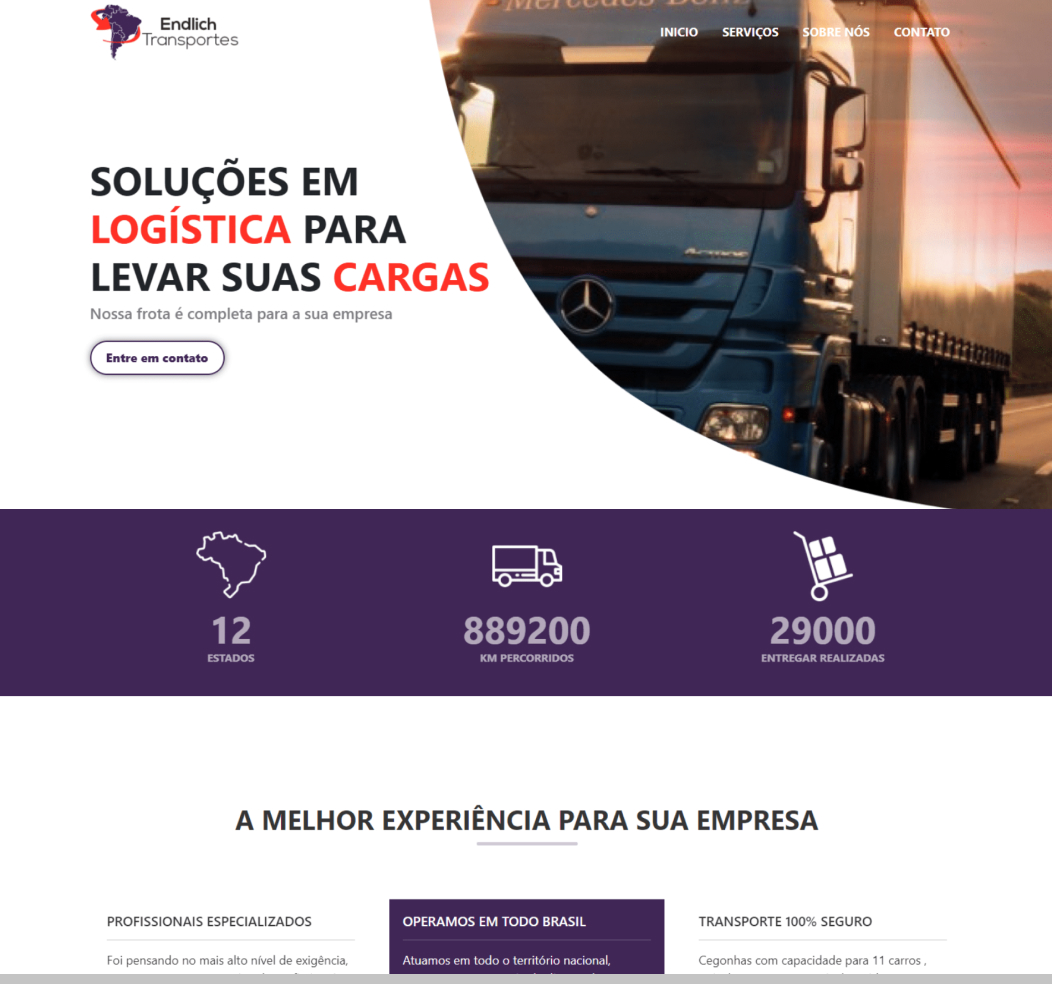 Endlich
Transportes
INICIO SERVIÇOS SOBRE NÓS CONTATO
SOLUÇÕES EM
LOGÍSTICA PARA
LEVAR SUAS CARGAS
Nossa frota é completa para a sua empresa
Entre em contato
ACTROS
12
ESTADOS
889200
KM PERCORRIDOS
29000
ENTREGAR REALIZADAS
A MELHOR EXPERIÊNCIA PARA SUA EMPRESA
PROFISSIONAIS ESPECIALIZADOS
Foi pensando no mais alto nível de exigência,
OPERAMOS EM TODO BRASIL
Atuamos em todo o território nacional,
TRANSPORTE 100% SEGURO
Cegonhas com capacidade para 11 carros ,